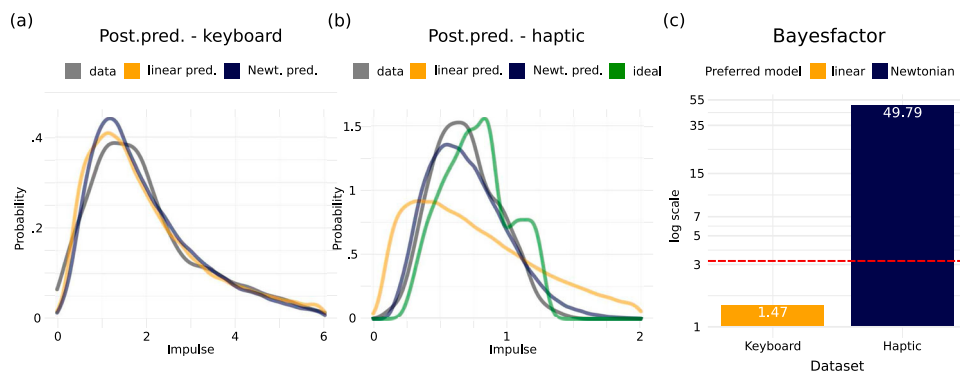 (a)
Post.pred. - keyboard
data linear pred. Newt. pred.
Probability
.4
.2
0
0 2 4 6
Impulse
(b)
Post.pred. - haptic
data linear pred. Newt. pred. ideal
Probability
1.5
1
.5
0
0 1 2
Impulse
(c)
Bayesfactor
Preferred model linear Newtonian
log scale
55
35
15
7
5
3
1
49.79
1.47
Keyboard Haptic
Dataset